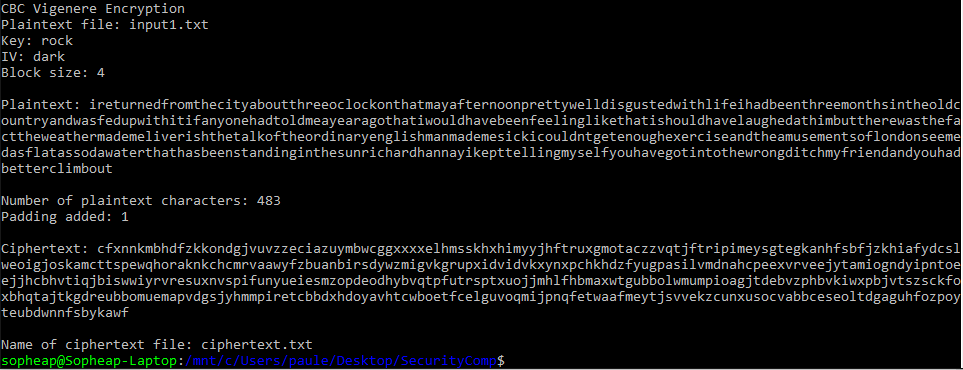 CBC Vigenere Encryption
Plaintext file: input1.txt
Key: rock
IV: dark
Block size: 4
Plaintext: ireturnedfromthecityaboutthreeoclockonthatmayafternoonprettywelldisgustedwithlifeihadbeenthreemonthsintheoldc
ountryandwasfedupwithitifanyonehadtoldmeayearagothatiwouldhavebeenfeelinglikethatishouldhavelaughedathimbuttherewasthefa
cttheweathermademeliverishthetalkoftheordinaryenglishmanmademesickicouldntgetenoughexerciseandtheamusementsoflondonseeme
dasflatassodawaterthathasbeenstandinginthesunrichardhannayikepttellingmyselfyouhavegotintothewrongditchmyfriendandyouhad
betterclimbout
Number of plaintext characters: 483
Padding added: 1
Ciphertext: cfxnnkmbhdfzkkondgjvuvzzeciazuymbwcggxxxxelhmsskhxhimyyjhftruxgmotaczzvqtjftripimeysgtegkanhfsbfjzkhiafydcsl
weoigjoskamcttspewqhoraknkchcmrvaawyfzbuanbirsdywzmigvkgrupxidvidvkxynxpchkhdzfyugpasilvmdnahcpeexvrveejytamiogndyipntoe
ejjhcbhvtiqjbiswwiyrvresuxnvspifunyueiesmzopdeodhybvqtpfutrsptxuojjmhlfhbmaxwtgubbolwmumpioagjtdebvzphbvkiwxpbjvtszsckfo
xbhqtajtkgdreubbomuemapvdgsjyhmmpiretcbbdxhdoyavhtcwboetfcelguvoqmijpnqfetwaafmeytjsvvekzcunxusocvabbceseoltdgaguhfozpoy
teubdwnnfsbykawf
Name of ciphertext file: ciphertext.txt
sopheap@Sopheap-Laptop:/mnt/c/Users/paule/Desktop/SecurityComp$